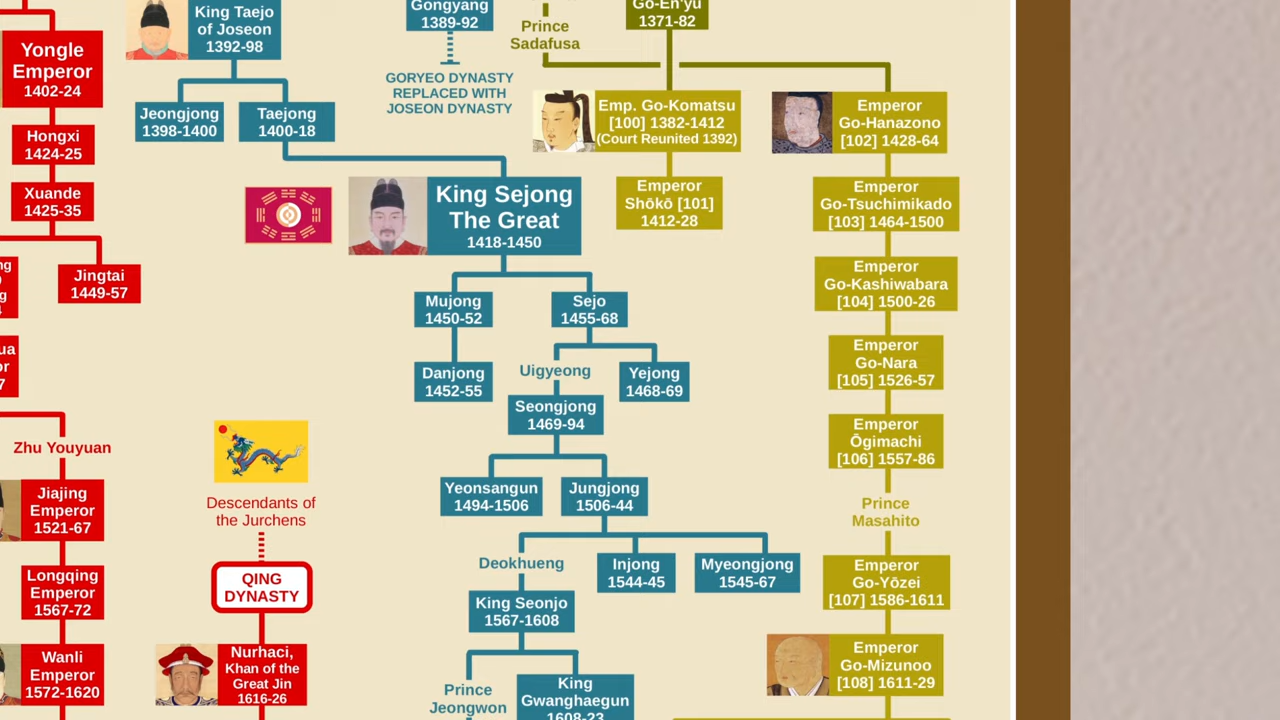 Yongle
Emperor
1402-24
Hongxi
1424-25
Xuande
1425-35
Jingtai
1449-57
Zhu Youyuan
Jiajing
Emperor
1521-67
Longqing
Emperor
1567-72
Wanli
Emperor
1572-1620
Descendants of
the Jurchens
QING
DYNASTY
Nurhaci,
Khan of the
Great Jin
1616-26
King Taejo
of Joseon
1392-98
Jeongjong
1398-1400
Taejong
1400-18
Gongyang
1389-92
GORYEO DYNASTY
REPLACED WITH
JOSEON DYNASTY
King Sejong
The Great
1418-1450
Mujong
1450-52
Sejo
1455-68
Danjong
1452-55
Uigyeong
Yejong
1468-69
Seongjong
1469-94
Yeonsangun
1494-1506
Jungjong
1506-44
Deokhueng
Injong
1544-45
Myeongjong
1545-67
King Seonjo
1567-1608
Prince
Jeongwon
King
Gwanghaegun
1608-23
Prince
Sadafusa
Go-En'yu
1371-82
Emp. Go-Komatsu
[100] 1382-1412
(Court Reunited 1392)
Emperor
Shōkō [101]
1412-28
Emperor
Go-Hanazono
[102] 1428-64
Emperor
Go-Tsuchimikado
[103] 1464-1500
Emperor
Go-Kashiwabara
[104] 1500-26
Emperor
Go-Nara
[105] 1526-57
Emperor
Ōgimachi
[106] 1557-86
Prince
Masahito
Emperor
Go-Yōzei
[107] 1586-1611
Emperor
Go-Mizunoo
[108] 1611-29